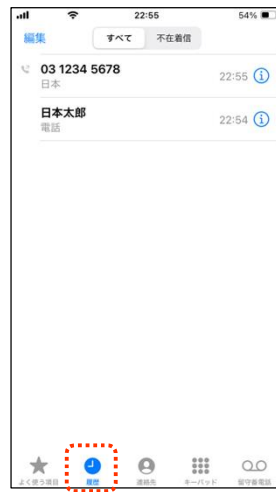 22:55 54%
編集 すべて 不在着信
03 1234 5678
日本 22:55
日本太郎
電話 22:54
よく使う項目 履歴 連絡先 キーパッド 留守番電話